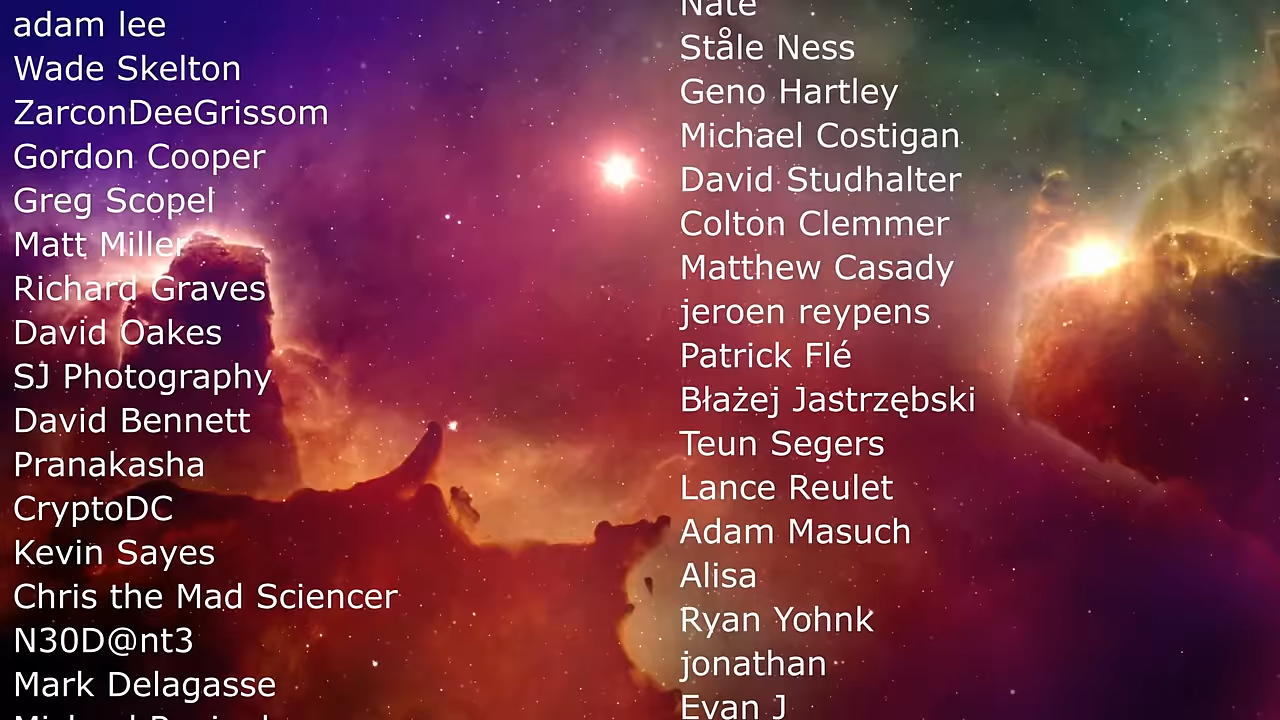 adam lee
Wade Skelton
ZarconDeeGrissom
Gordon Cooper
Greg Scopel
Matt Miller
Richard Graves
David Oakes
SJ Photography
David Bennett
Pranakasha
CryptoDC
Kevin Sayes
Chris the Mad Sciencer
N30D@nt3
Mark Delagasse
Nate
Ståle Ness
Geno Hartley
Michael Costigan
David Studhalter
Colton Clemmer
Matthew Casady
jeroen reypens
Patrick Flé
Błażej Jastrzębski
Teun Segers
Lance Reulet
Adam Masuch
Alisa
Ryan Yohnk
jonathan
Evan J